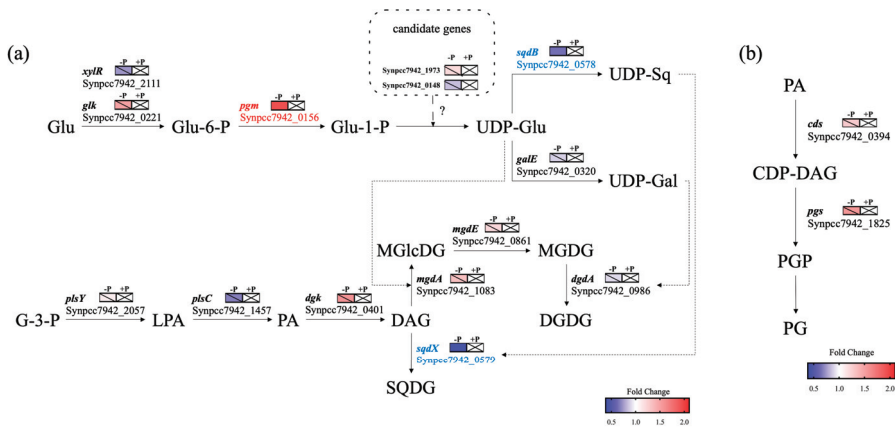 (a)
candidate genes
-P +P
Synpcc7942_1973
Synpcc7942_0148
?
xylR
-P +P
Synpcc7942_2111
glk
-P +P
Synpcc7942_0221
pgm
-P +P
Synpcc7942_0156
sqdB
-P +P
Synpcc7942_0578
Glu
Glu-6-P
Glu-1-P
UDP-Glu
UDP-Sq
galE
-P +P
Synpcc7942_0320
UDP-Gal
mgdE
-P +P
Synpcc7942_0861
MGlcDG
MGDG
mgdA
-P +P
Synpcc7942_1083
dgdA
-P +P
Synpcc7942_0986
plsY
-P +P
Synpcc7942_2057
plsC
-P +P
Synpcc7942_1457
dgk
-P +P
Synpcc7942_0401
G-3-P
LPA
PA
DAG
DGDG
sqdX
-P +P
Synpcc7942_0579
SQDG
Fold Change
0.5 1.0 1.5 2.0
(b)
PA
cds
-P +P
Synpcc7942_0394
CDP-DAG
pgs
-P +P
Synpcc7942_1825
PGP
PG
Fold Change
0.5 1.0 1.5 2.0